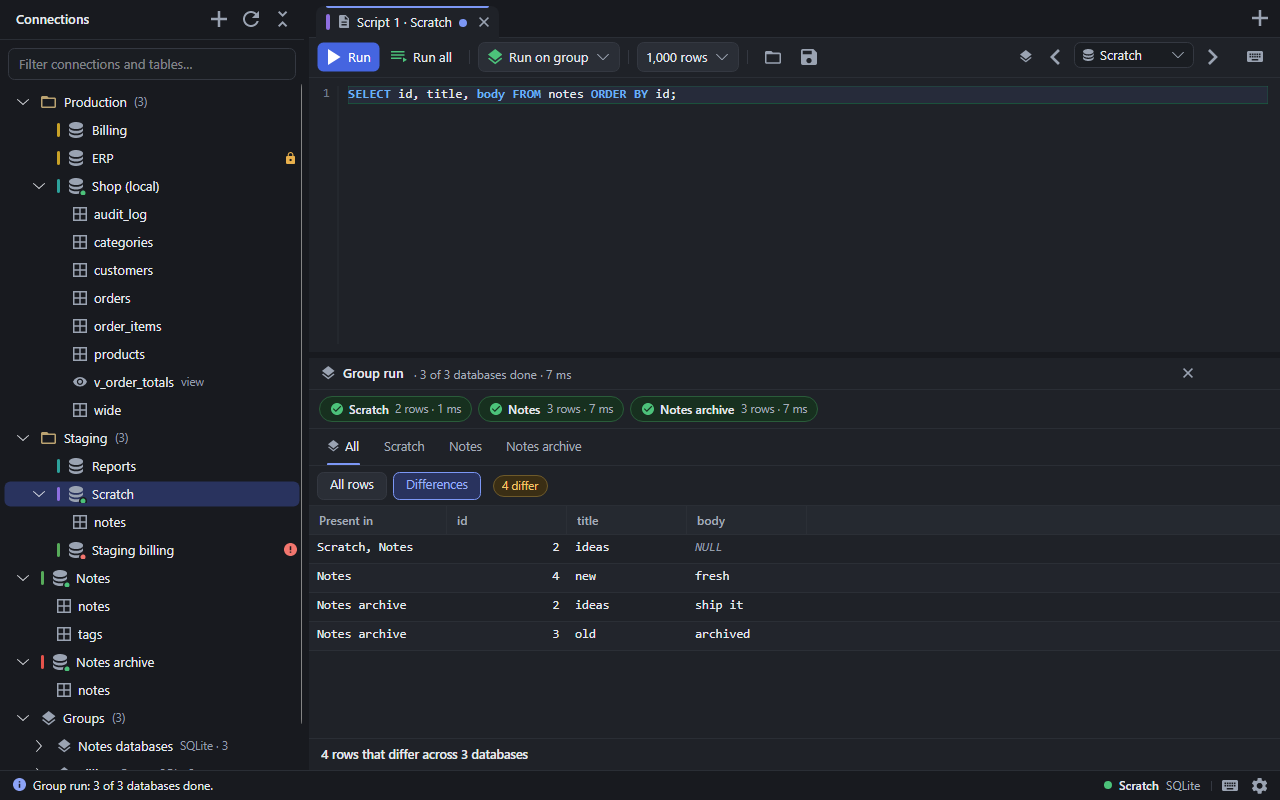 Connections
Filter connections and tables...
Production (3)
Billing
ERP
Shop (local)
audit_log
categories
customers
orders
order_items
products
v_order_totals view
wide
Staging (3)
Reports
Scratch
notes
Staging billing
Notes
notes
tags
Notes archive
notes
Groups (3)
Notes databases SQLite · 3
Script 1 · Scratch
Run Run all Run on group 1,000 rows Scratch
1 SELECT id, title, body FROM notes ORDER BY id;
Group run · 3 of 3 databases done · 7 ms
Scratch 2 rows · 1 ms Notes 3 rows · 7 ms Notes archive 3 rows · 7 ms
All Scratch Notes Notes archive
All rows Differences 4 differ
Present in id title body
Scratch, Notes 2 ideas NULL
Notes 4 new fresh
Notes archive 2 ideas ship it
Notes archive 3 old archived
4 rows that differ across 3 databases
Group run: 3 of 3 databases done.
Scratch SQLite